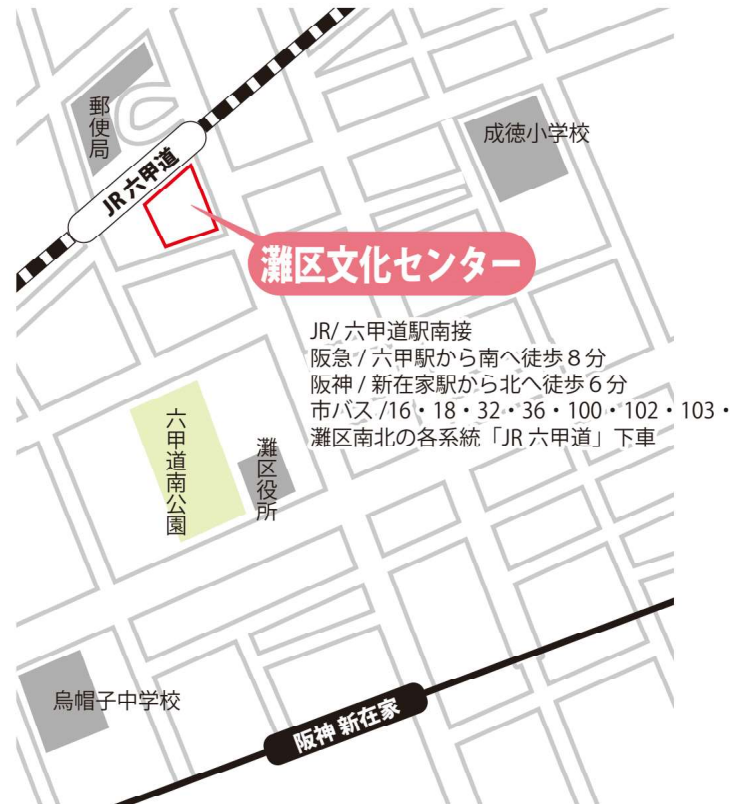 郵便局
成徳小学校
JR 六甲道
灘区文化センター
JR/ 六甲道駅南接
阪急 / 六甲駅から南へ徒歩８分
阪神 / 新在家駅から北へ徒歩６分
市バス /16・18・32・36・100・102・103・
灘区南北の各系統「JR 六甲道」下車
六甲道南公園
灘区役所
烏帽子中学校
阪神 新在家